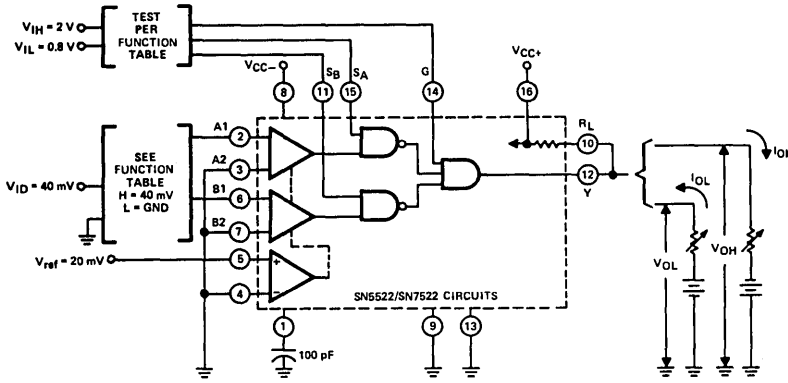 TEST
PER
FUNCTION
TABLE
V_IH = 2 V
V_IL = 0.8 V
V_CC−
8
S_B
11
S_A
15
G
14
V_CC+
16
R_L
10
12
Y
A1
2
A2
3
B1
6
B2
7
5
4
SEE
FUNCTION
TABLE
H = 40 mV
L = GND
V_ID = 40 mV
V_ref = 20 mV
+
−
SN5522/SN7522 CIRCUITS
1
100 pF
9
13
I_OL
V_OL
V_OH